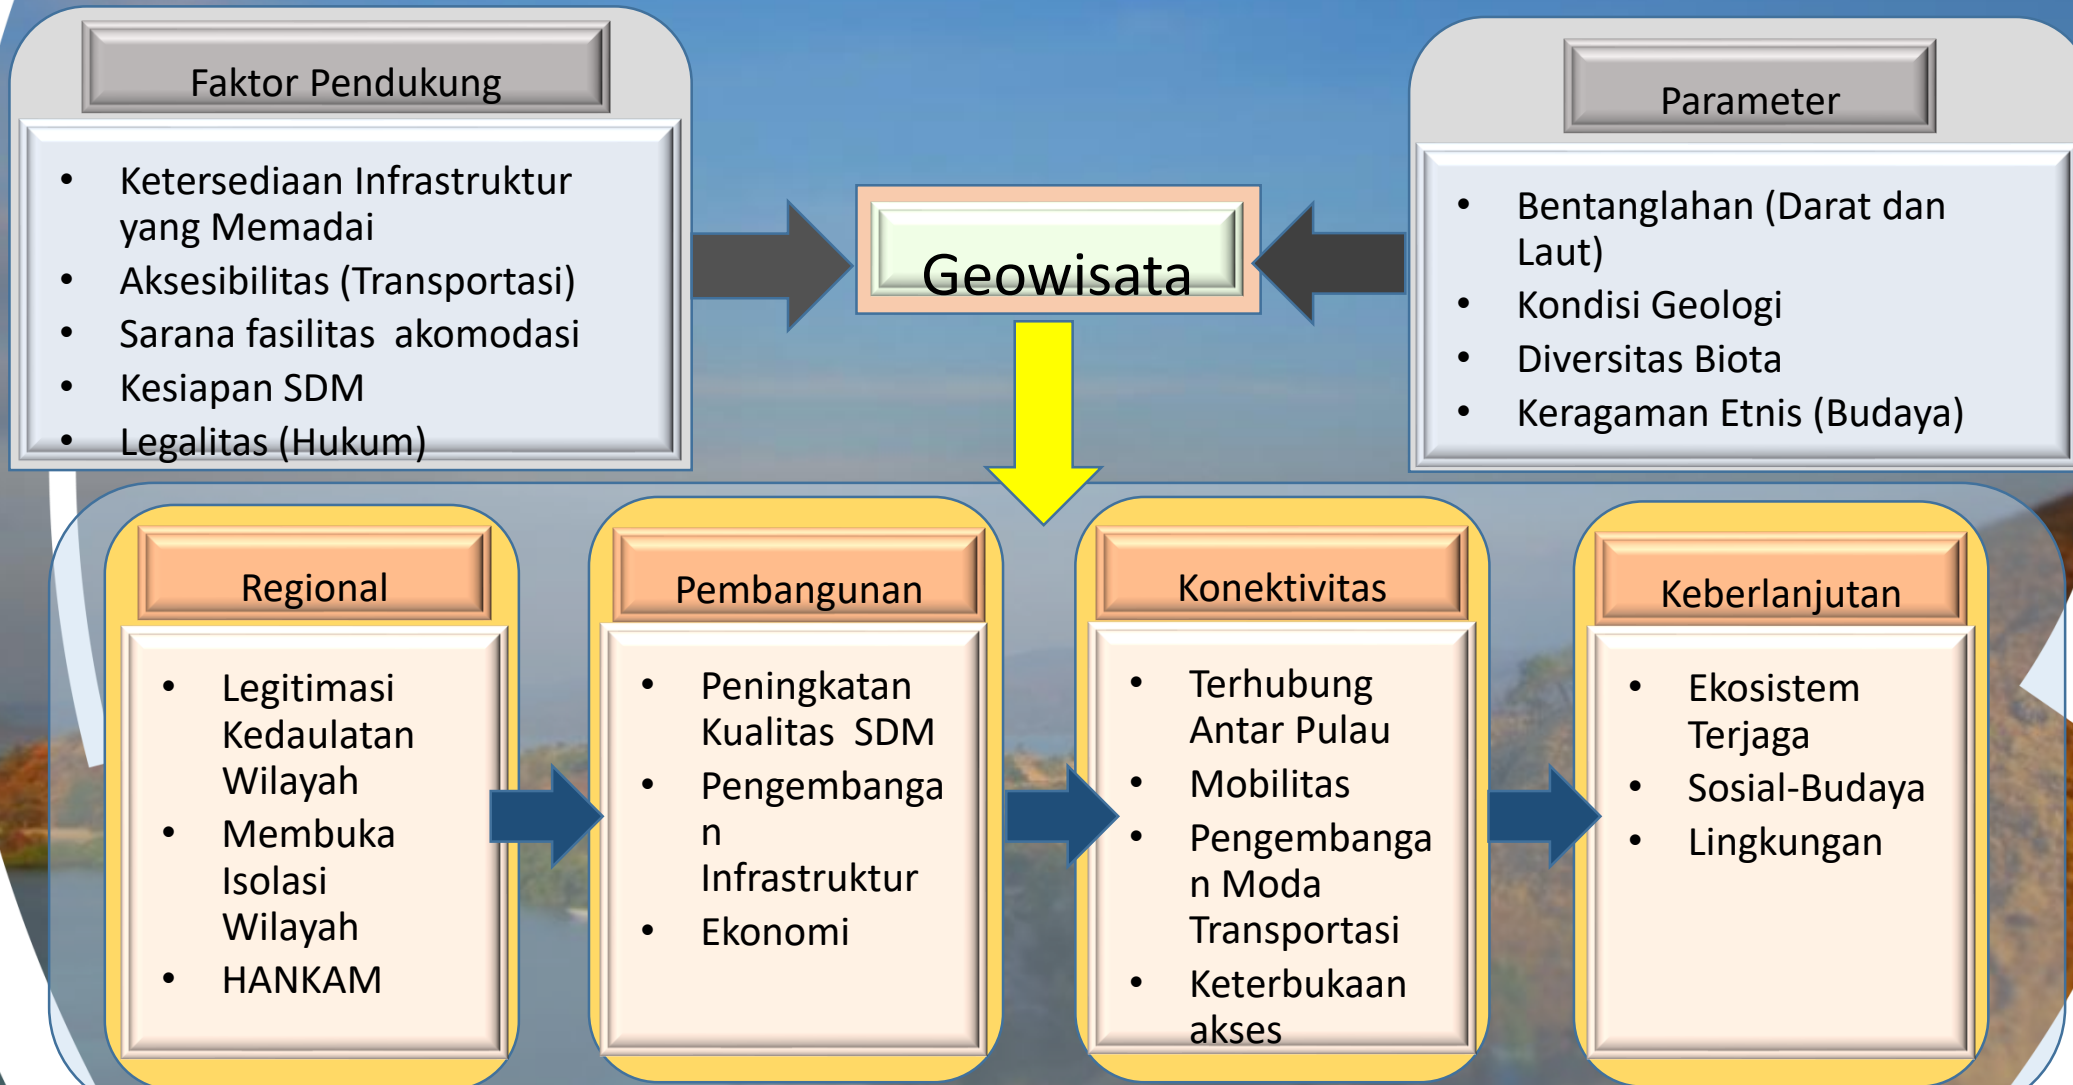 Faktor Pendukung
• Ketersediaan Infrastruktur
yang Memadai
• Aksesibilitas (Transportasi)
• Sarana fasilitas  akomodasi
• Kesiapan SDM
• Legalitas (Hukum)
Geowisata
Parameter
• Bentanglahan (Darat dan
Laut)
• Kondisi Geologi
• Diversitas Biota
• Keragaman Etnis (Budaya)
Regional
• Legitimasi
Kedaulatan
Wilayah
• Membuka
Isolasi
Wilayah
• HANKAM
Pembangunan
• Peningkatan
Kualitas  SDM
• Pengembanga
n
Infrastruktur
• Ekonomi
Konektivitas
• Terhubung
Antar Pulau
• Mobilitas
• Pengembanga
n Moda
Transportasi
• Keterbukaan
akses
Keberlanjutan
• Ekosistem
Terjaga
• Sosial-Budaya
• Lingkungan